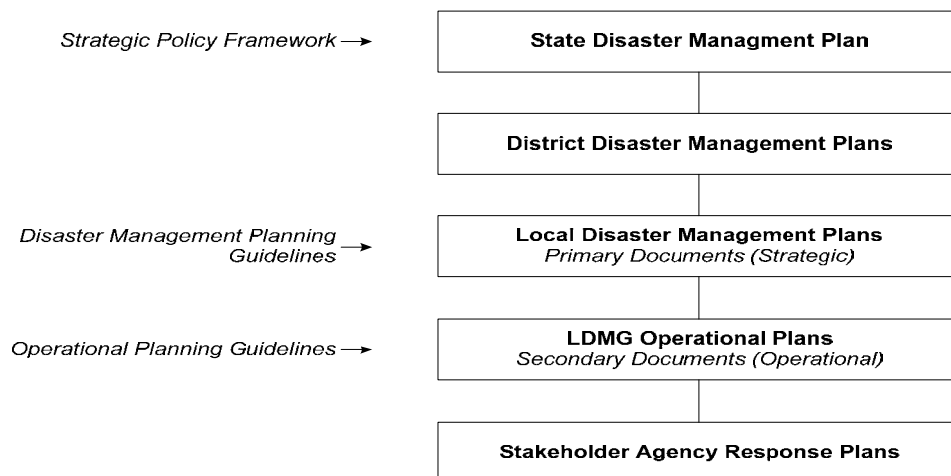 Strategic Policy Framework
State Disaster Managment Plan
District Disaster Management Plans
Disaster Management Planning
Guidelines
Local Disaster Management Plans
Primary Documents (Strategic)
Operational Planning Guidelines
LDMG Operational Plans
Secondary Documents (Operational)
Stakeholder Agency Response Plans